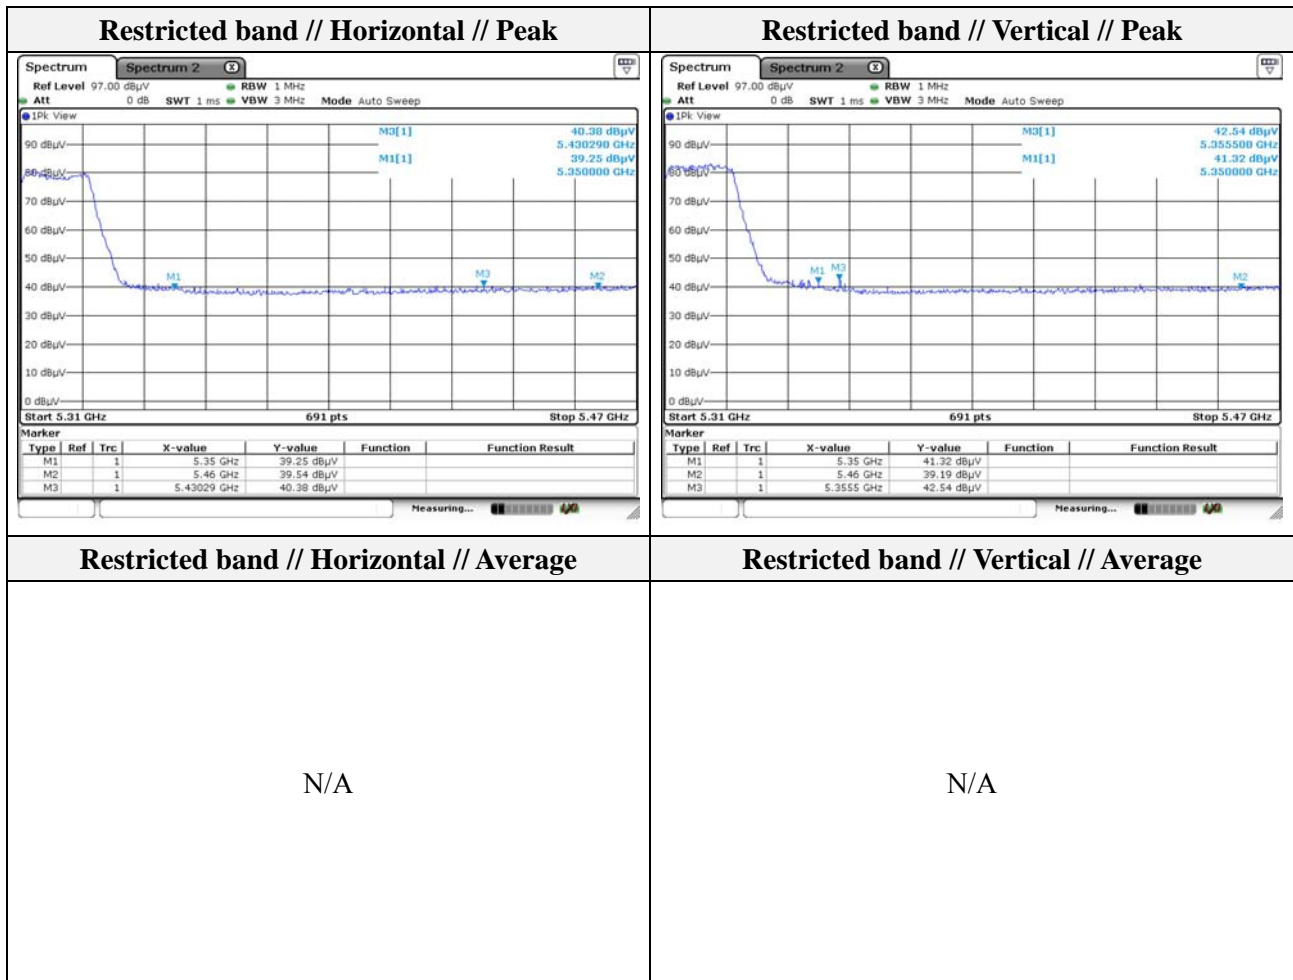 Restricted band // Horizontal // Peak
Spectrum Spectrum 2
Ref Level 97.00 dBµV RBW 1 MHz
Att 0 dB SWT 1 ms VBW 3 MHz Mode Auto Sweep
1Pk View
M3[1] 40.38 dBµV
5.430290 GHz
M1[1] 39.25 dBµV
5.350000 GHz
90 dBµV
80 dBµV
70 dBµV
60 dBµV
50 dBµV
40 dBµV
30 dBµV
20 dBµV
10 dBµV
0 dBµV
M1 M3 M2
Start 5.31 GHz 691 pts Stop 5.47 GHz
Marker
Type Ref Trc X-value Y-value Function Function Result
M1 1 5.35 GHz 39.25 dBµV
M2 1 5.46 GHz 39.54 dBµV
M3 1 5.43029 GHz 40.38 dBµV
Measuring...
Restricted band // Vertical // Peak
Spectrum Spectrum 2
Ref Level 97.00 dBµV RBW 1 MHz
Att 0 dB SWT 1 ms VBW 3 MHz Mode Auto Sweep
1Pk View
M3[1] 42.54 dBµV
5.355500 GHz
M1[1] 41.32 dBµV
5.350000 GHz
90 dBµV
80 dBµV
70 dBµV
60 dBµV
50 dBµV
40 dBµV
30 dBµV
20 dBµV
10 dBµV
0 dBµV
M1 M3 M2
Start 5.31 GHz 691 pts Stop 5.47 GHz
Marker
Type Ref Trc X-value Y-value Function Function Result
M1 1 5.35 GHz 41.32 dBµV
M2 1 5.46 GHz 39.19 dBµV
M3 1 5.3555 GHz 42.54 dBµV
Measuring...
Restricted band // Horizontal // Average
N/A
Restricted band // Vertical // Average
N/A